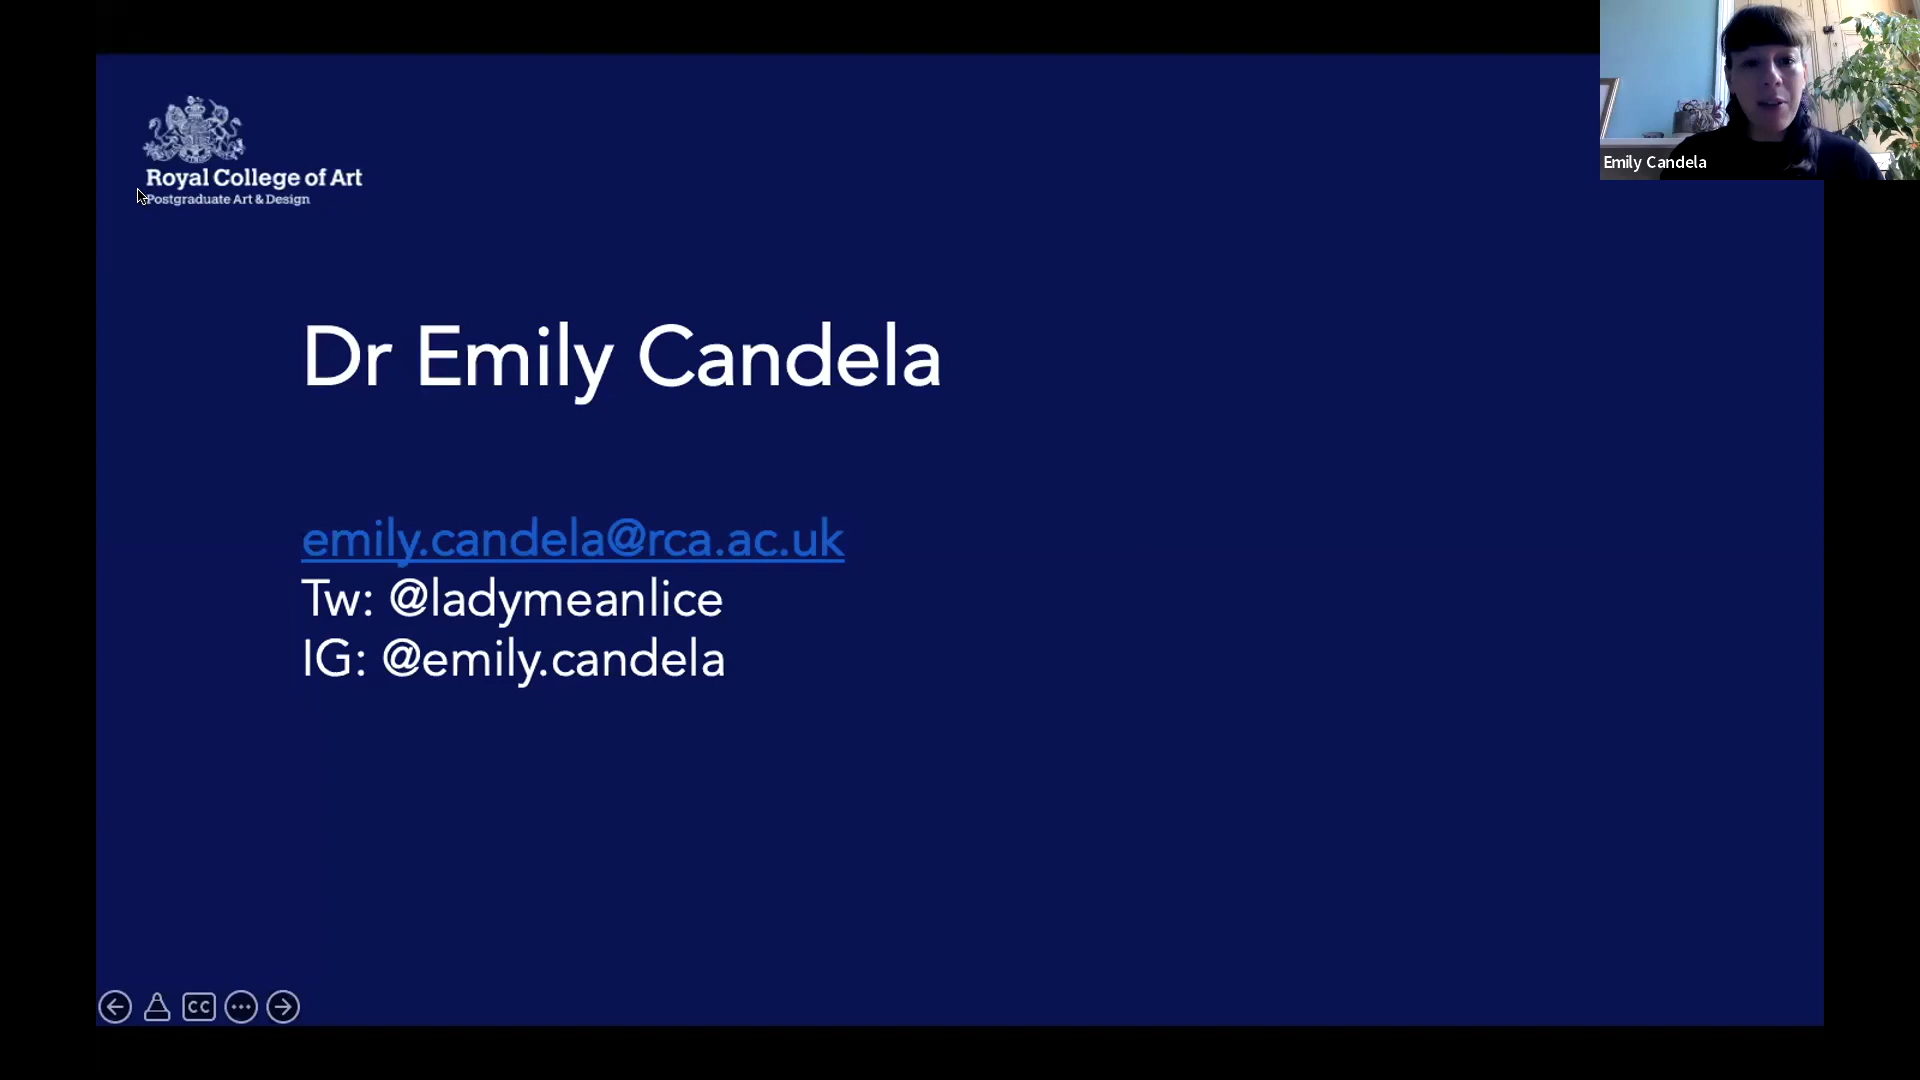 Royal College of Art
Postgraduate Art & Design
Emily Candela
Dr Emily Candela
emily.candela@rca.ac.uk
Tw: @ladymeanlice
IG: @emily.candela
CC